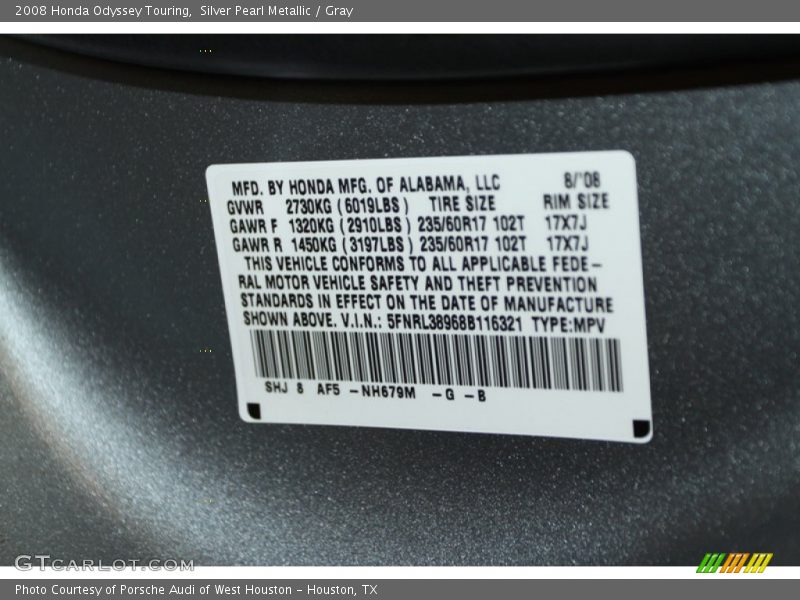 2008 Honda Odyssey Touring,  Silver Pearl Metallic / Gray
MFD. BY HONDA MFG. OF ALABAMA, LLC 8/'08
GVWR 2730KG (6019LBS) TIRE SIZE RIM SIZE
GAWR F 1320KG (2910LBS) 235/60R17 102T 17X7J
GAWR R 1450KG (3197LBS) 235/60R17 102T 17X7J
THIS VEHICLE CONFORMS TO ALL APPLICABLE FEDE-
RAL MOTOR VEHICLE SAFETY AND THEFT PREVENTION
STANDARDS IN EFFECT ON THE DATE OF MANUFACTURE
SHOWN ABOVE. V.I.N.: 5FNRL38968B116321 TYPE:MPV
SHJ 8 AF5 -NH679M -G -B
GTcarlot.com
Photo Courtesy of Porsche Audi of West Houston - Houston, TX